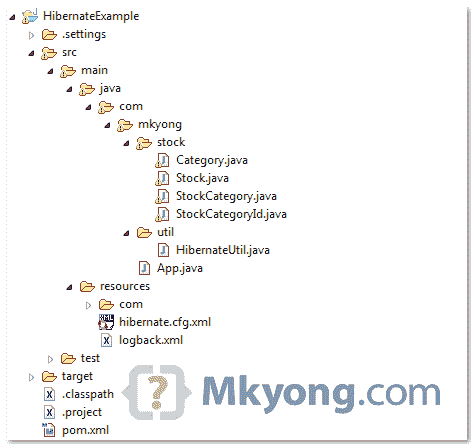 HibernateExample
.settings
src
main
java
com
mkyong
stock
Category.java
Stock.java
StockCategory.java
StockCategoryId.java
util
HibernateUtil.java
App.java
resources
com
hibernate.cfg.xml
logback.xml
test
target
.classpath
.project
pom.xml
{?} Mkyong.com